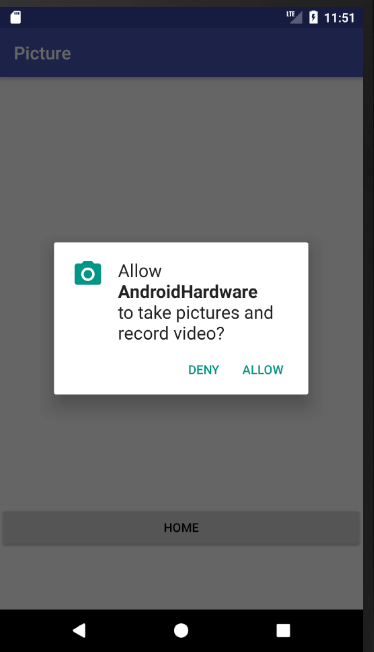 LTE 11:51
Picture
Allow
AndroidHardware
to take pictures and
record video?
DENY ALLOW
HOME